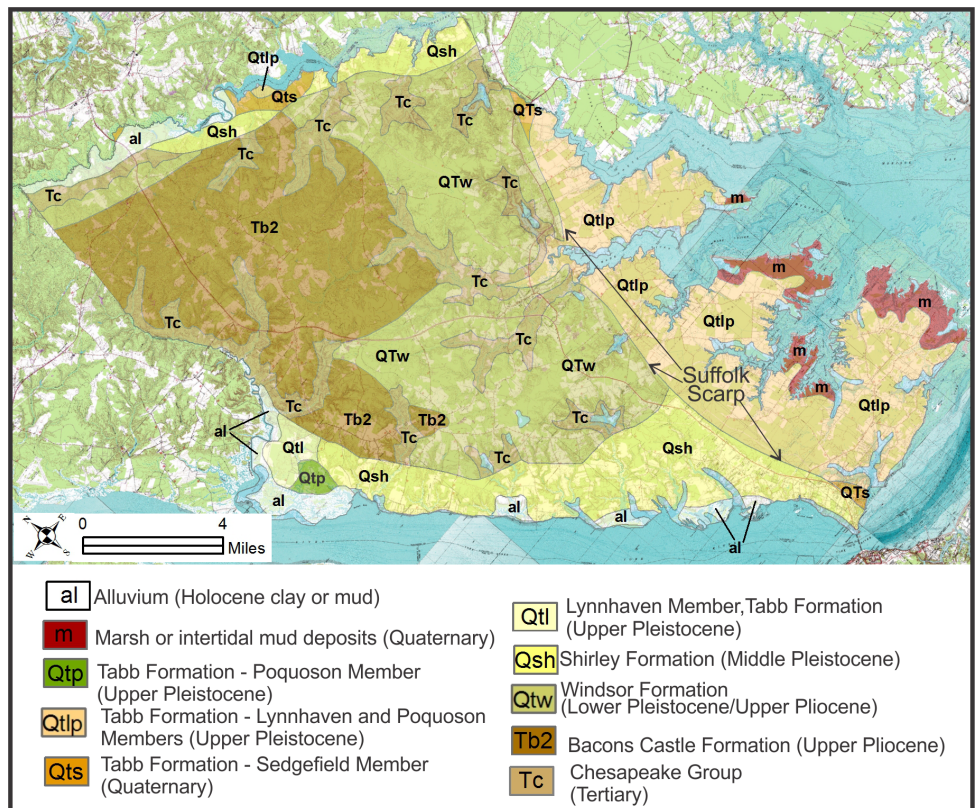 Qsh
Qtlp
Qts
Tc
QTs
Tc
al
Qsh
Tc
Tc
Tc
QTw
Tc
m
Tb2
Qtlp
m
Tc
Qtlp
m
Tc
Qtlp
Tc
QTw
QTw
m
Suffolk
Scarp
m
Tc
Tb2
Tb2
Tc
Qtlp
al
Tc
Qtl
Qsh
Tc
Qtp
Qsh
QTs
al
al
al
al
N
E
W
S
0
4
Miles
al Alluvium (Holocene clay or mud)
m Marsh or intertidal mud deposits (Quaternary)
Qtp Tabb Formation - Poquoson Member
(Upper Pleistocene)
Qtlp Tabb Formation - Lynnhaven and Poquoson
Members (Upper Pleistocene)
Qts Tabb Formation - Sedgefield Member
(Quaternary)
Qtl Lynnhaven Member,Tabb Formation
(Upper Pleistocene)
Qsh Shirley Formation (Middle Pleistocene)
Qtw Windsor Formation
(Lower Pleistocene/Upper Pliocene)
Tb2 Bacons Castle Formation (Upper Pliocene)
Tc Chesapeake Group
(Tertiary)